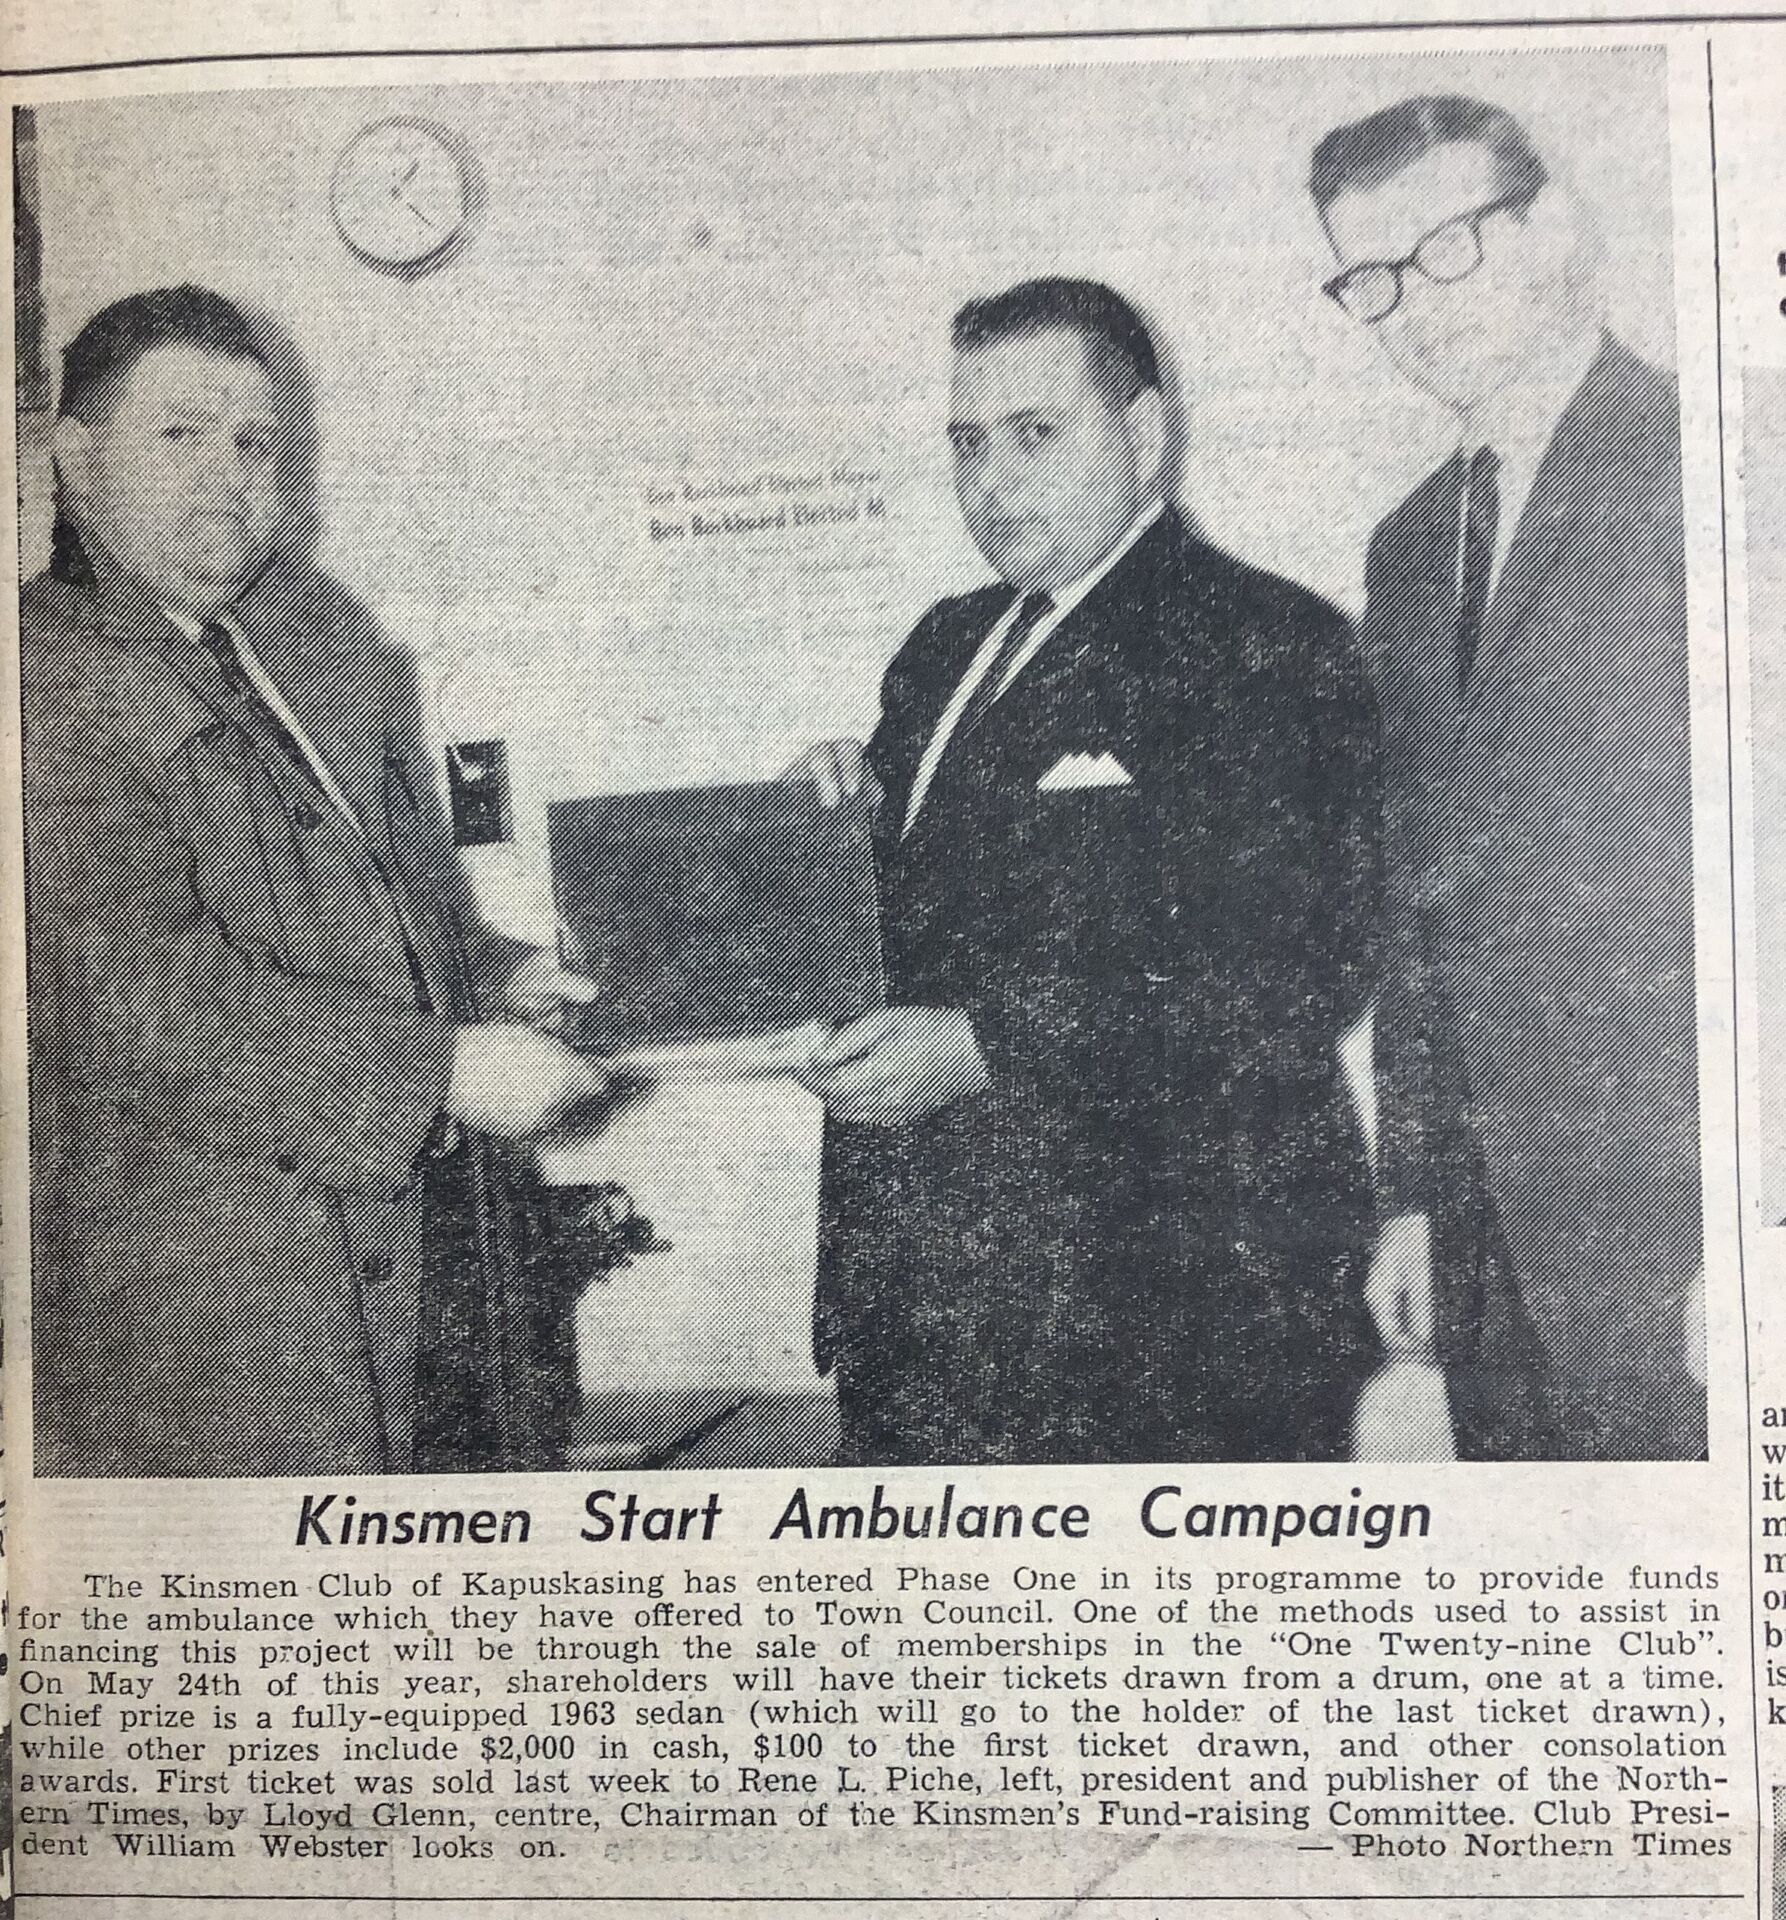 Ben Elected
Kinsmen Start Ambulance Campaign
The Kinsmen Club of Kapuskasing has entered Phase One in its programme to provide funds
for the ambulance which they have offered to Town Council. One of the methods used to assist in
financing this project will be through the sale of memberships in the “One Twenty-nine Club”.
On May 24th of this year, shareholders will have their tickets drawn from a drum, one at a time.
Chief prize is a fully-equipped 1963 sedan (which will go to the holder of the last ticket drawn),
while other prizes include $2,000 in cash, $100 to the first ticket drawn, and other consolation
awards. First ticket was sold last week to Rene L. Piche, left, president and publisher of the North-
ern Times, by Lloyd Glenn, centre, Chairman of the Kinsmen's Fund-raising Committee. Club Presi-
dent William Webster looks on. — Photo Northern Times